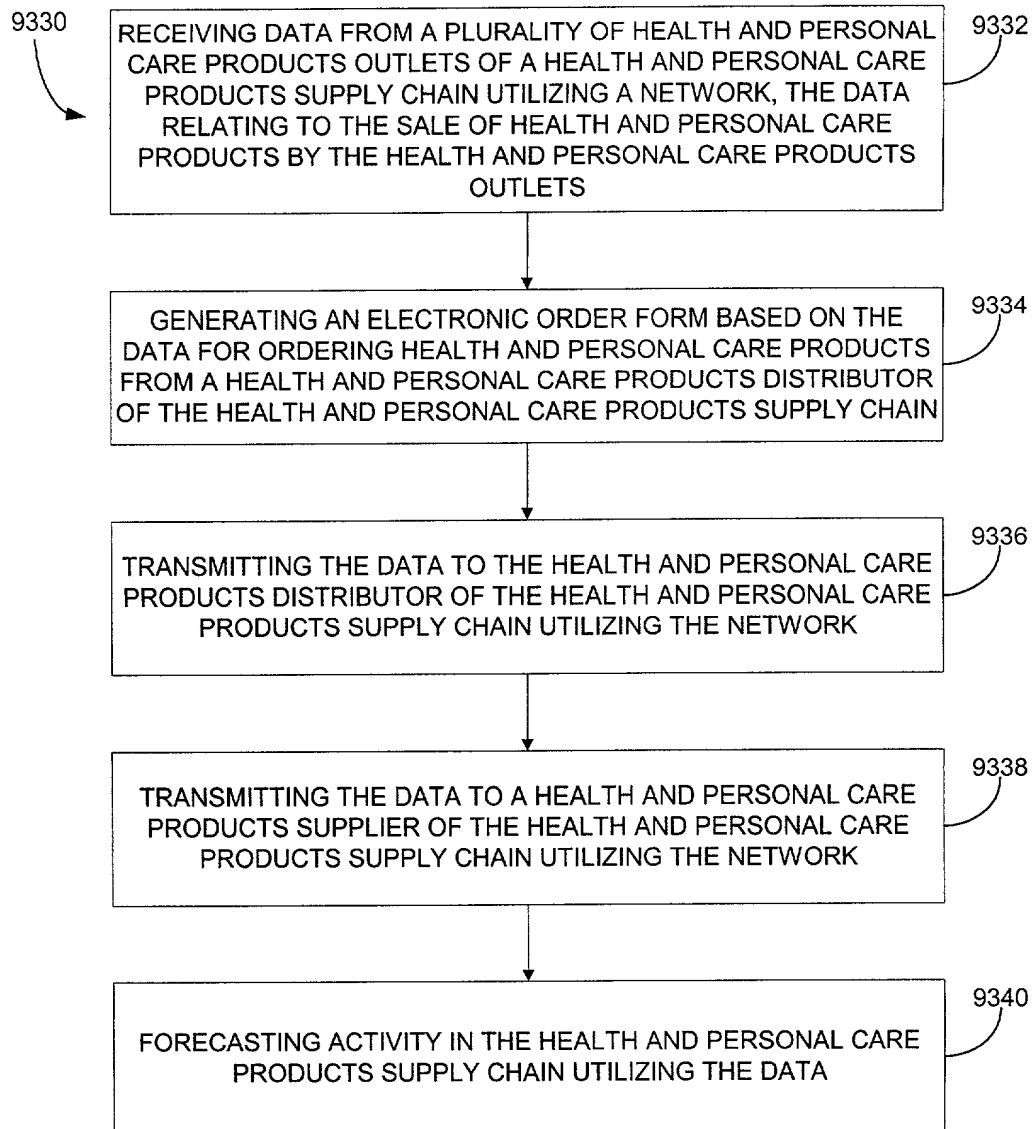 9330
RECEIVING DATA FROM A PLURALITY OF HEALTH AND PERSONAL
CARE PRODUCTS OUTLETS OF A HEALTH AND PERSONAL CARE
PRODUCTS SUPPLY CHAIN UTILIZING A NETWORK, THE DATA
RELATING TO THE SALE OF HEALTH AND PERSONAL CARE
PRODUCTS BY THE HEALTH AND PERSONAL CARE PRODUCTS
OUTLETS
9332
GENERATING AN ELECTRONIC ORDER FORM BASED ON THE
DATA FOR ORDERING HEALTH AND PERSONAL CARE PRODUCTS
FROM A HEALTH AND PERSONAL CARE PRODUCTS DISTRIBUTOR
OF THE HEALTH AND PERSONAL CARE PRODUCTS SUPPLY CHAIN
9334
TRANSMITTING THE DATA TO THE HEALTH AND PERSONAL CARE
PRODUCTS DISTRIBUTOR OF THE HEALTH AND PERSONAL CARE
PRODUCTS SUPPLY CHAIN UTILIZING THE NETWORK
9336
TRANSMITTING THE DATA TO A HEALTH AND PERSONAL CARE
PRODUCTS SUPPLIER OF THE HEALTH AND PERSONAL CARE
PRODUCTS SUPPLY CHAIN UTILIZING THE NETWORK
9338
FORECASTING ACTIVITY IN THE HEALTH AND PERSONAL CARE
PRODUCTS SUPPLY CHAIN UTILIZING THE DATA
9340